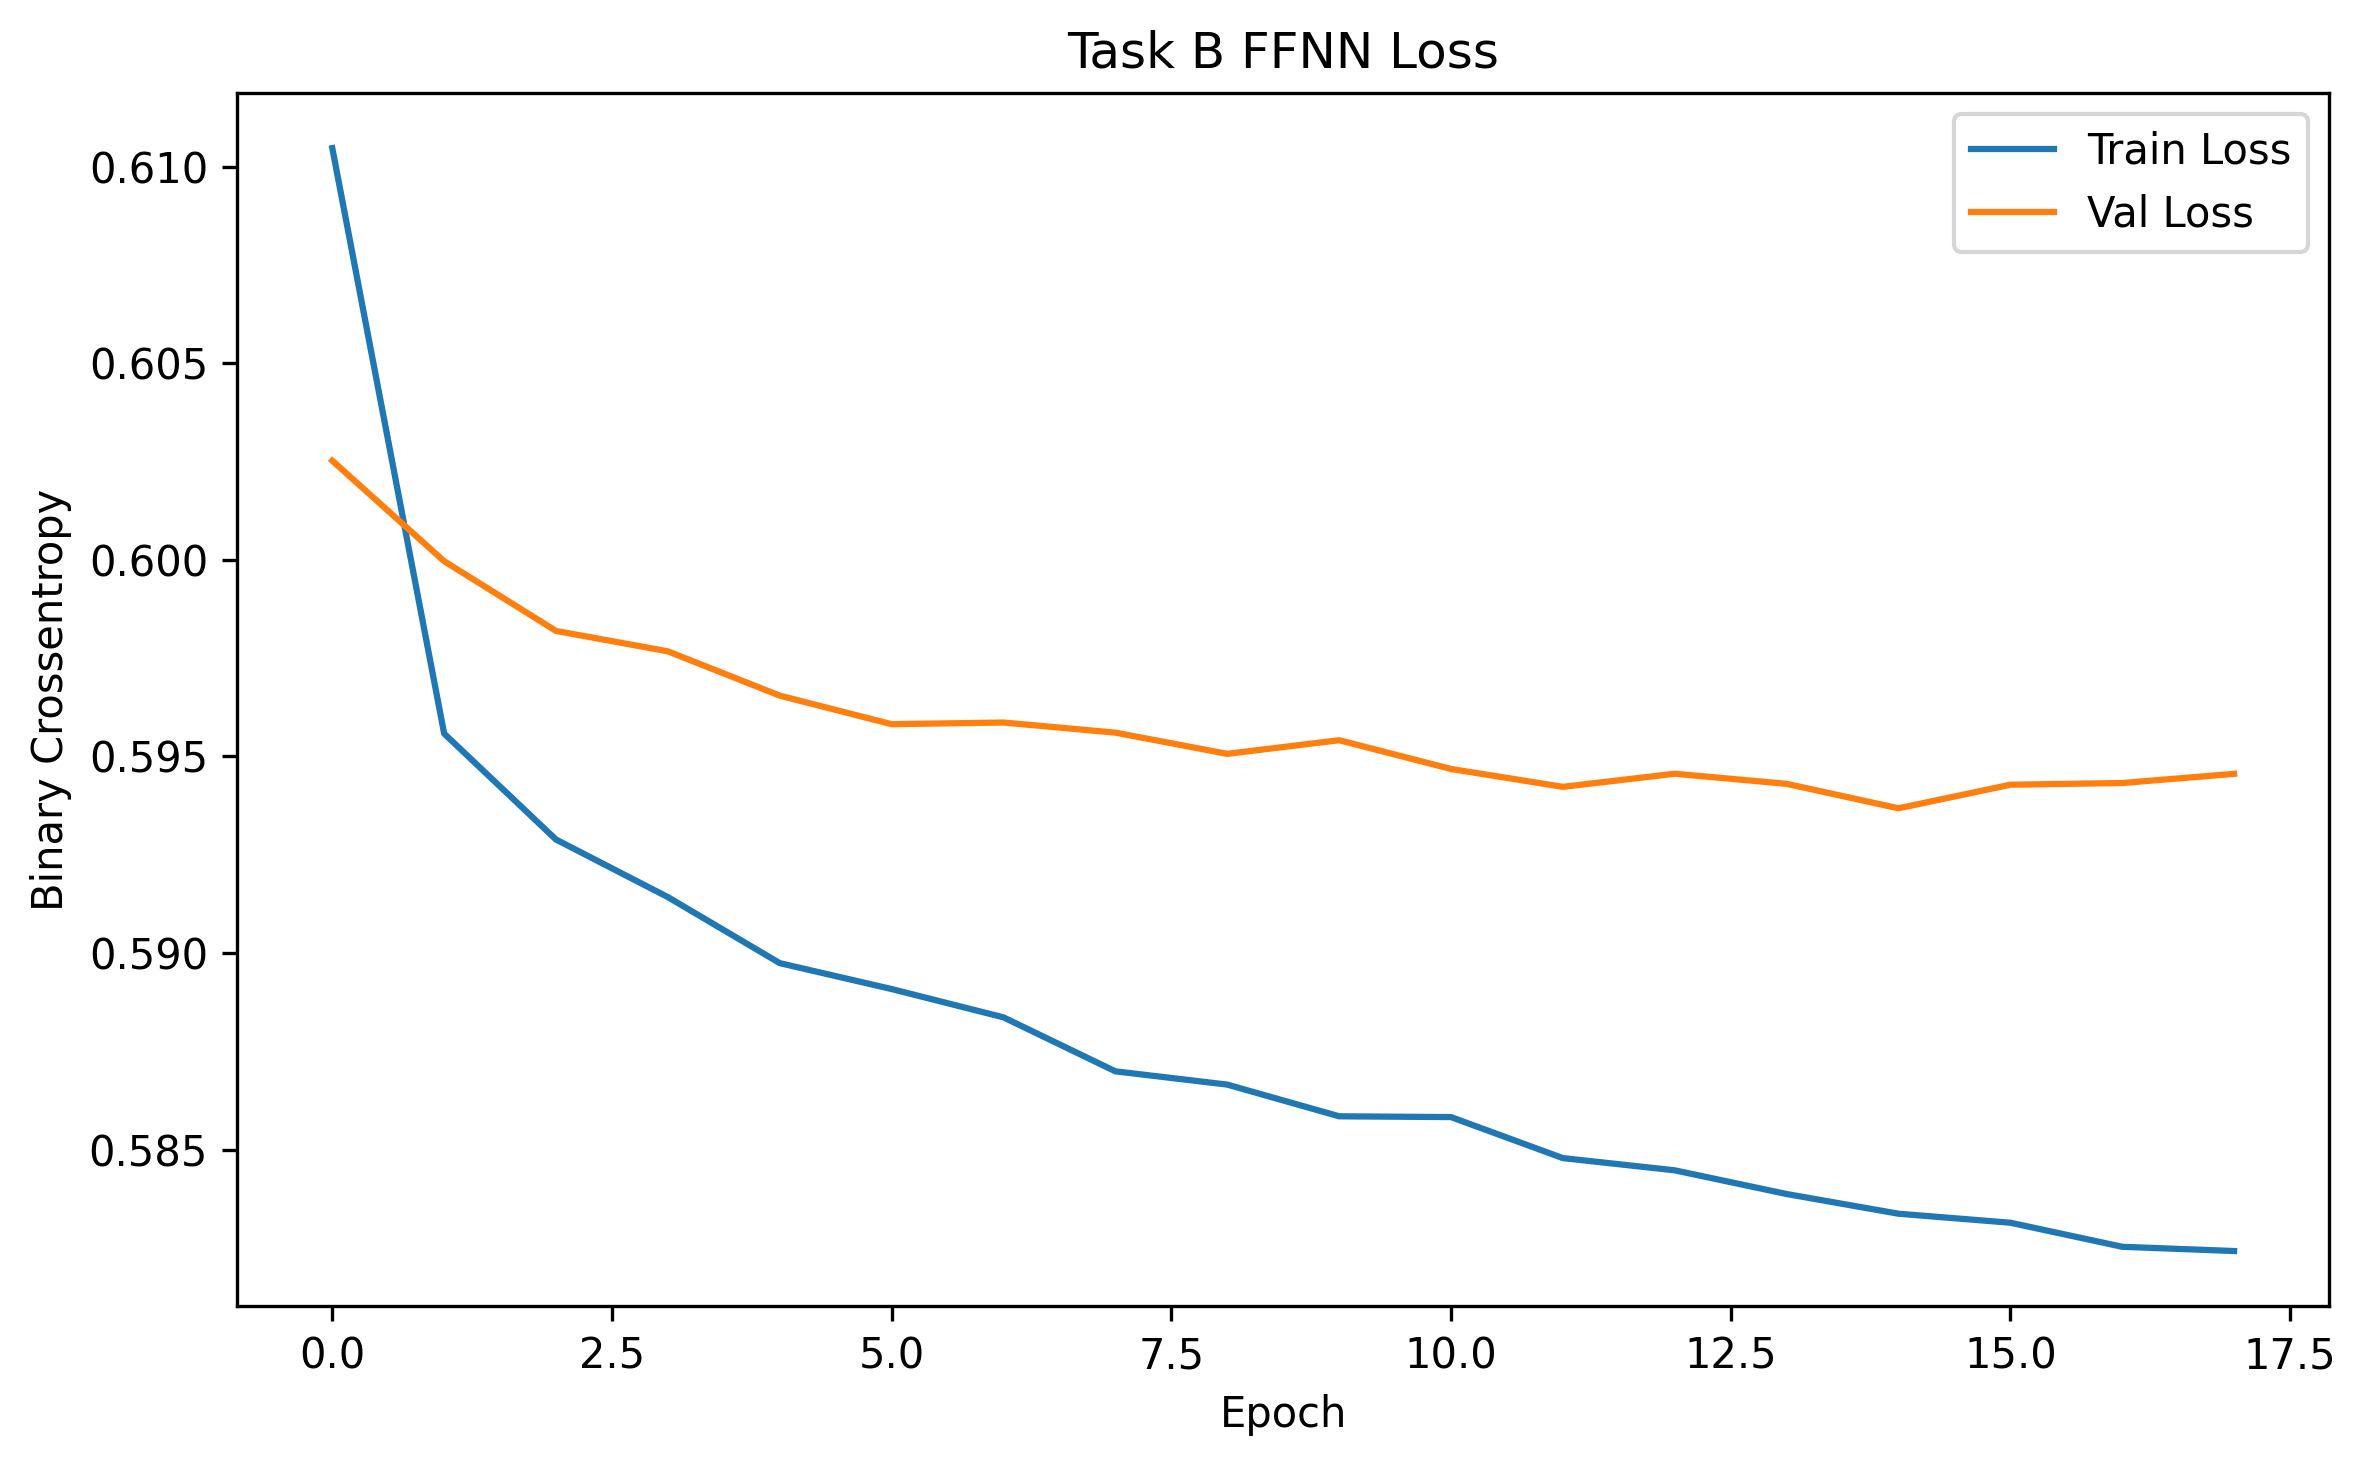 Task B FFNN Loss
Train Loss
Val Loss
Binary Crossentropy
0.610
0.605
0.600
0.595
0.590
0.585
0.0 2.5 5.0 7.5 10.0 12.5 15.0 17.5
Epoch